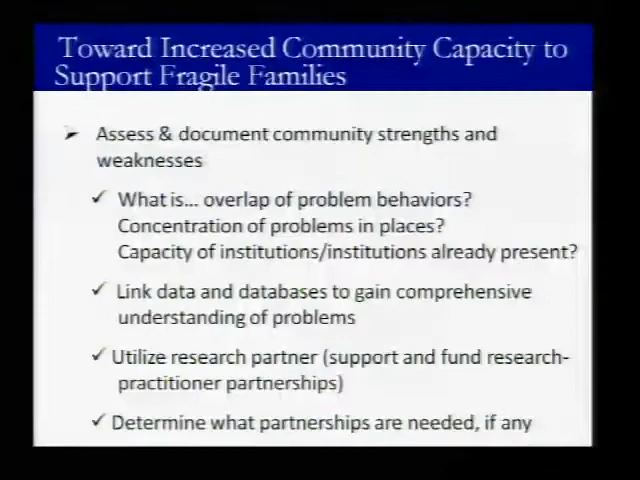 Toward Increased Community Capacity to
Support Fragile Families
Assess & document community strengths and
weaknesses
What is... overlap of problem behaviors?
Concentration of problems in places?
Capacity of institutions/institutions already present?
Link data and databases to gain comprehensive
understanding of problems
Utilize research partner (support and fund research-
practitioner partnerships)
Determine what partnerships are needed, if any